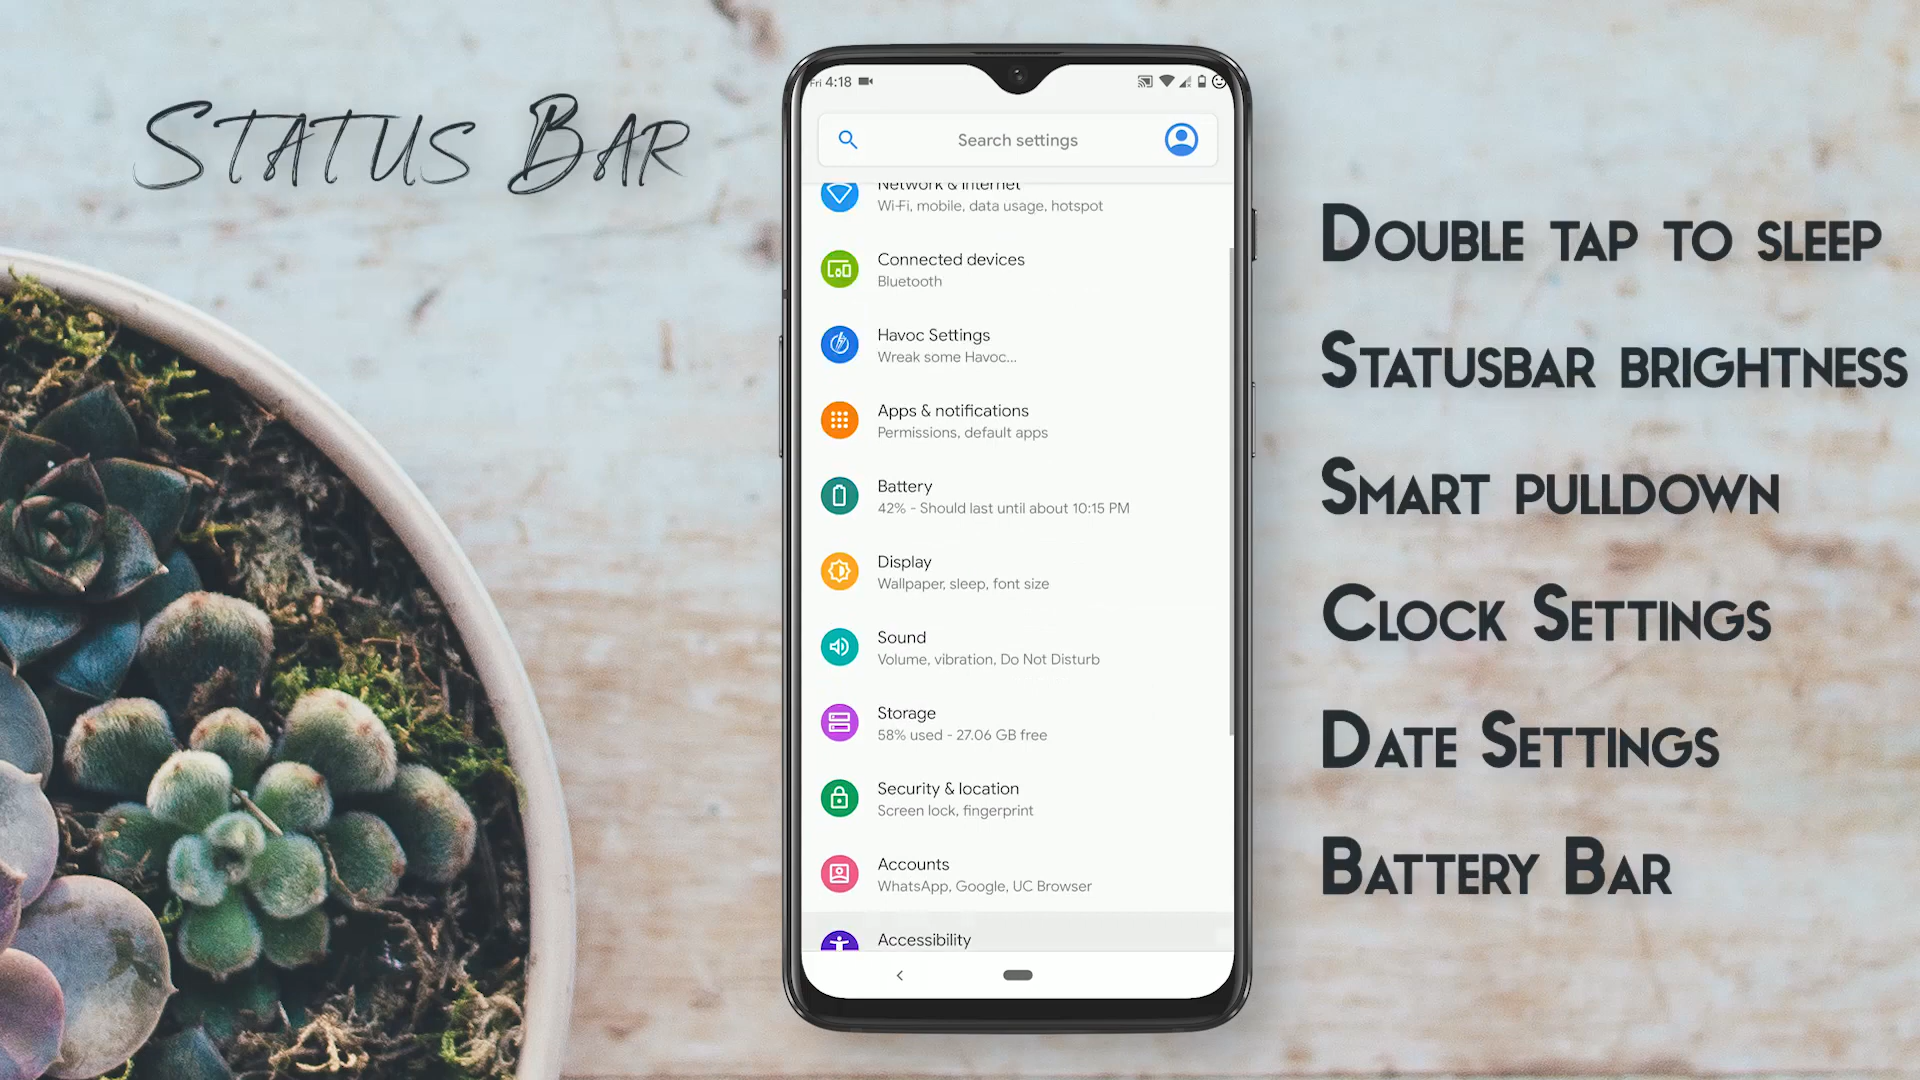 Status Bar
Fri 4:18
Search settings
Network & internet
Wi-Fi, mobile, data usage, hotspot
Connected devices
Bluetooth
Havoc Settings
Wreak some Havoc...
Apps & notifications
Permissions, default apps
Battery
42% - Should last until about 10:15 PM
Display
Wallpaper, sleep, font size
Sound
Volume, vibration, Do Not Disturb
Storage
58% used - 27.06 GB free
Security & location
Screen lock, fingerprint
Accounts
WhatsApp, Google, UC Browser
Accessibility
Double tap to sleep
Statusbar brightness
Smart pulldown
Clock Settings
Date Settings
Battery Bar